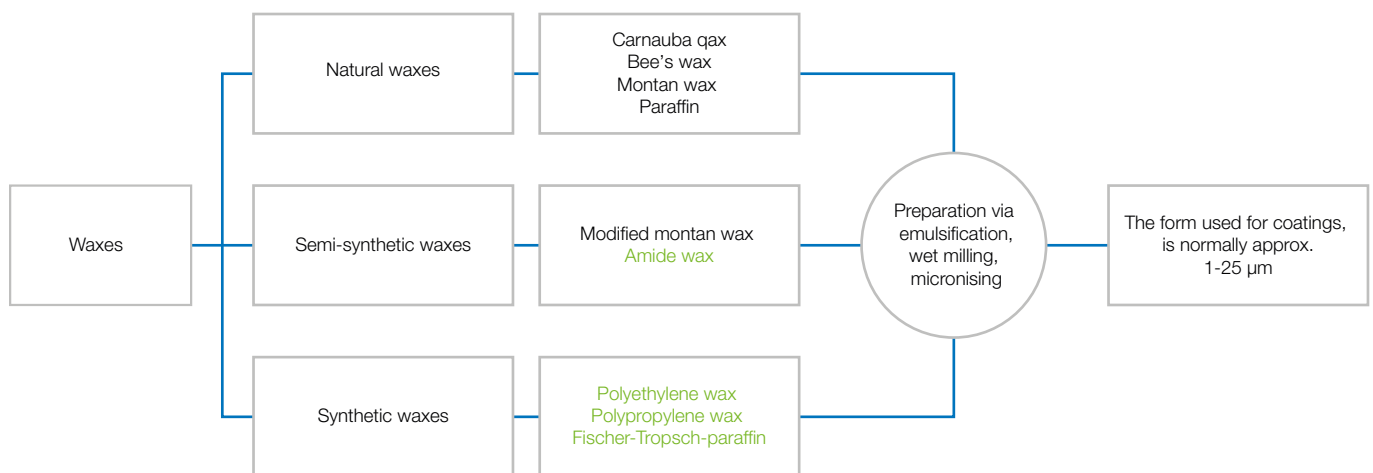 Waxes
Natural waxes
Carnauba qax
Bee's wax
Montan wax
Paraffin
Semi-synthetic waxes
Modified montan wax
Amide wax
Synthetic waxes
Polyethylene wax
Polypropylene wax
Fischer-Tropsch-paraffin
Preparation via
emulsification,
wet milling,
micronising
The form used for coatings,
is normally approx.
1-25 µm